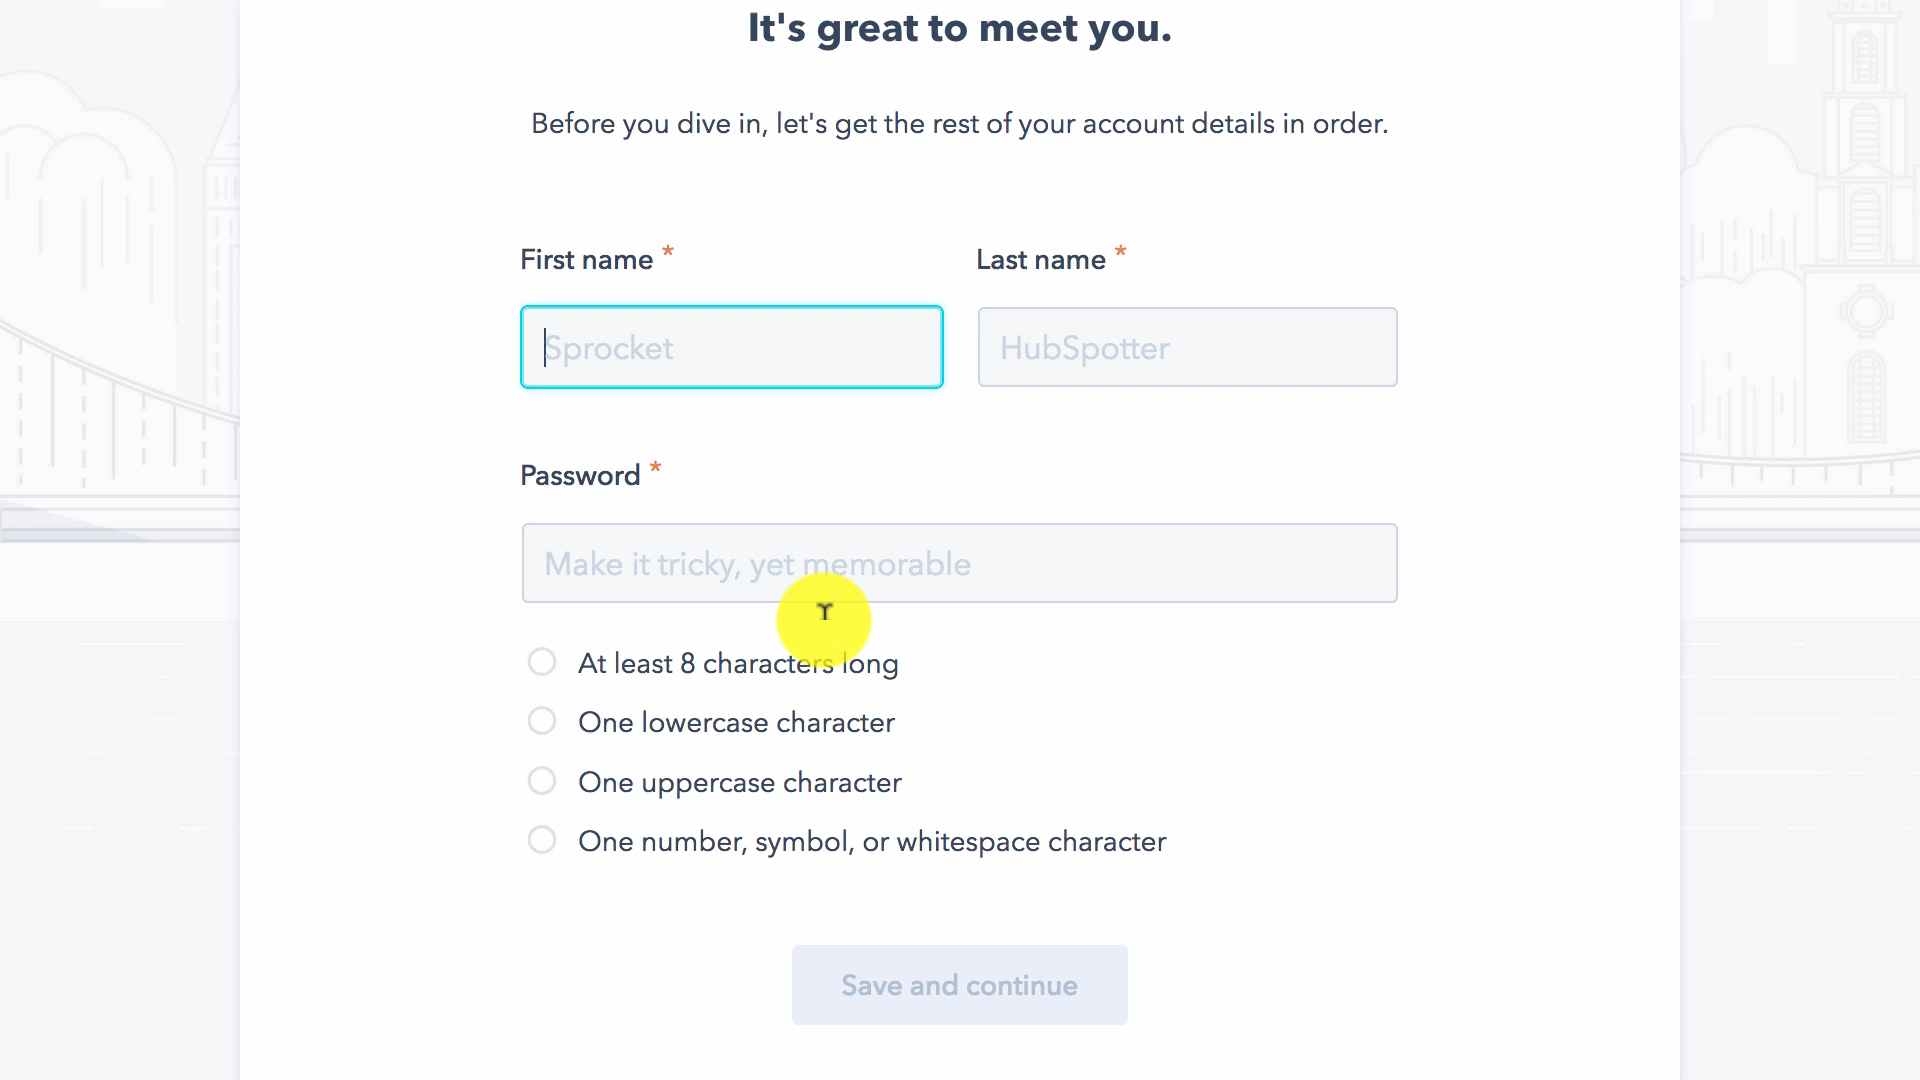 It's great to meet you.
Before you dive in, let's get the rest of your account details in order.
First name *
Last name *
Sprocket
HubSpotter
Password *
Make it tricky, yet memorable
At least 8 characters long
One lowercase character
One uppercase character
One number, symbol, or whitespace character
Save and continue